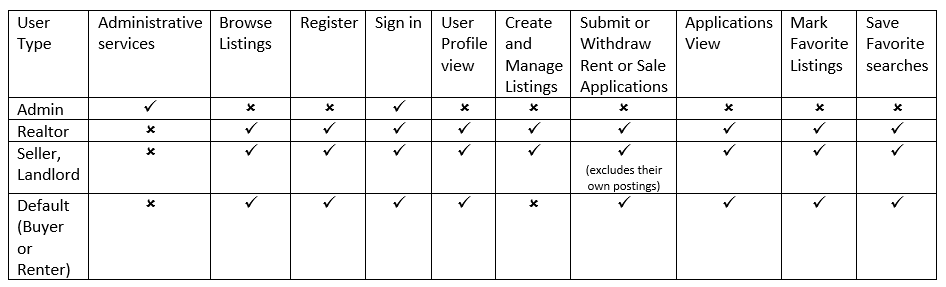 User Type Administrative services Browse Listings Register Sign in User Profile view Create and Manage Listings Submit or Withdraw Rent or Sale Applications Applications View Mark Favorite Listings Save Favorite searches
Admin ✓ × × ✓ × × × × × ×
Realtor × ✓ ✓ ✓ ✓ ✓ ✓ ✓ ✓ ✓
Seller, Landlord × ✓ ✓ ✓ ✓ ✓ ✓ (excludes their own postings) ✓ ✓ ✓
Default (Buyer or Renter) × ✓ ✓ ✓ ✓ × ✓ ✓ ✓ ✓